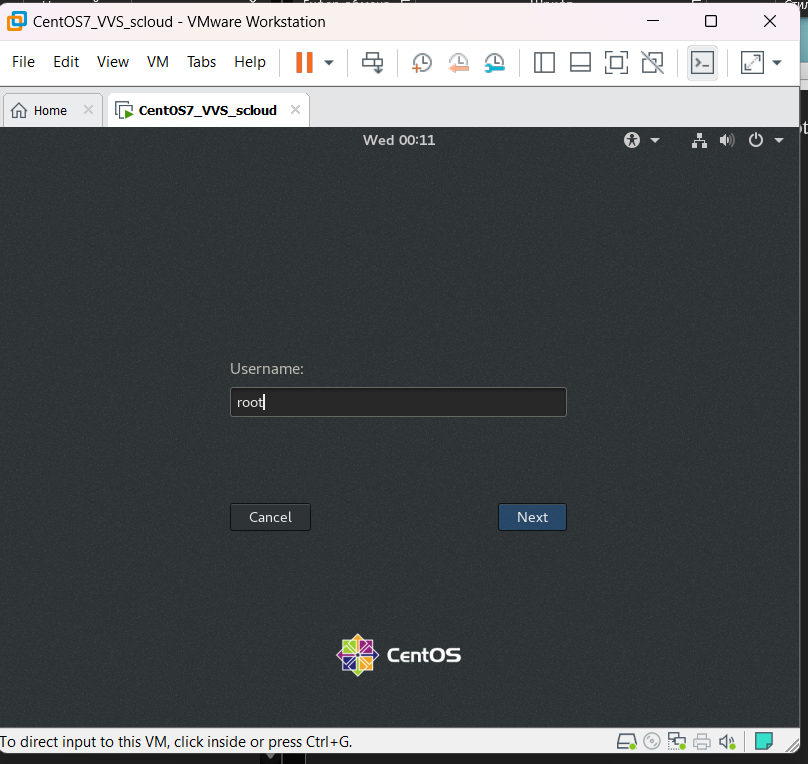 CentOS7_VVS_scloud - VMware Workstation
File Edit View VM Tabs Help
Home
CentOS7_VVS_scloud
Wed 00:11
Username:
root
Cancel
Next
CentOS
To direct input to this VM, click inside or press Ctrl+G.